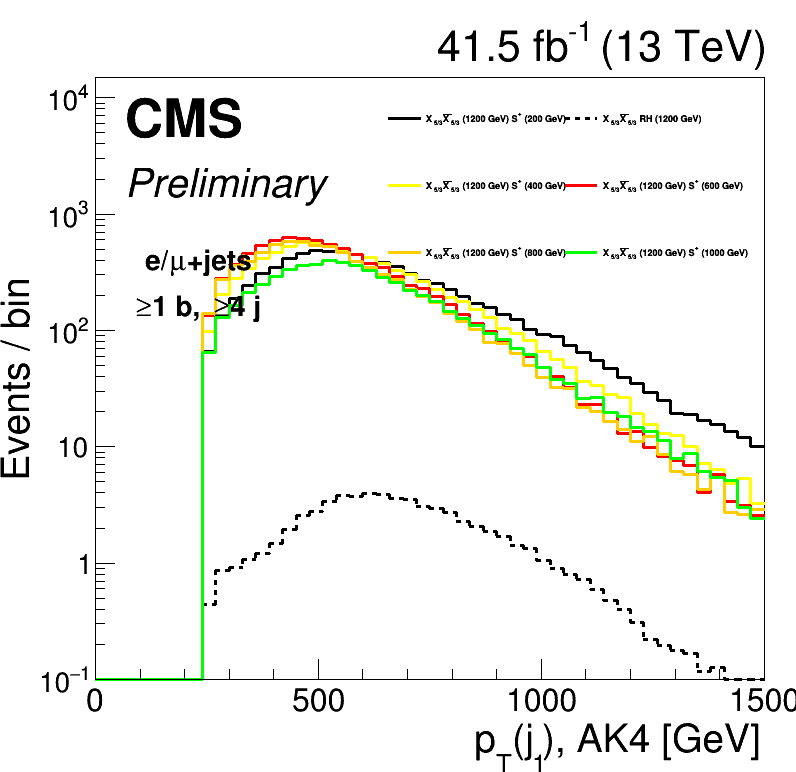 41.5 fb⁻¹ (13 TeV)
CMS
Preliminary
X5/3X̅5/3 (1200 GeV) S⁺ (200 GeV)
X5/3X̅5/3 RH (1200 GeV)
X5/3X̅5/3 (1200 GeV) S⁺ (400 GeV)
X5/3X̅5/3 (1200 GeV) S⁺ (600 GeV)
X5/3X̅5/3 (1200 GeV) S⁺ (800 GeV)
X5/3X̅5/3 (1200 GeV) S⁺ (1000 GeV)
e/μ+jets
≥1 b, ≥4 j
Events / bin
10⁴
10³
10²
10
1
10⁻¹
0 500 1000 1500
pT(j1), AK4 [GeV]